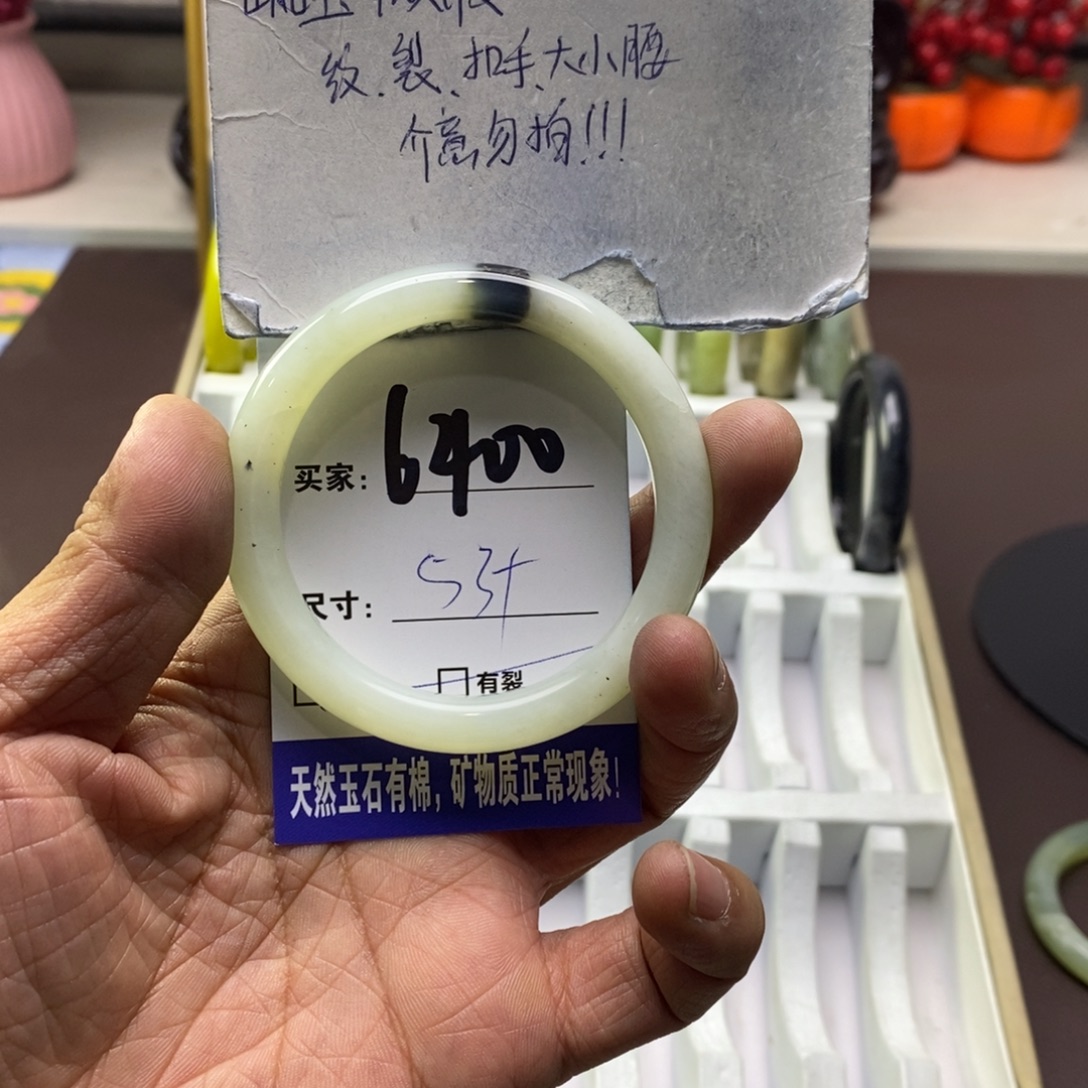 纹.裂、扣手、大小腰
介意勿拍!!!
买家: 6400
尺寸: 53+
有裂
天然玉石有棉，矿物质正常现象！